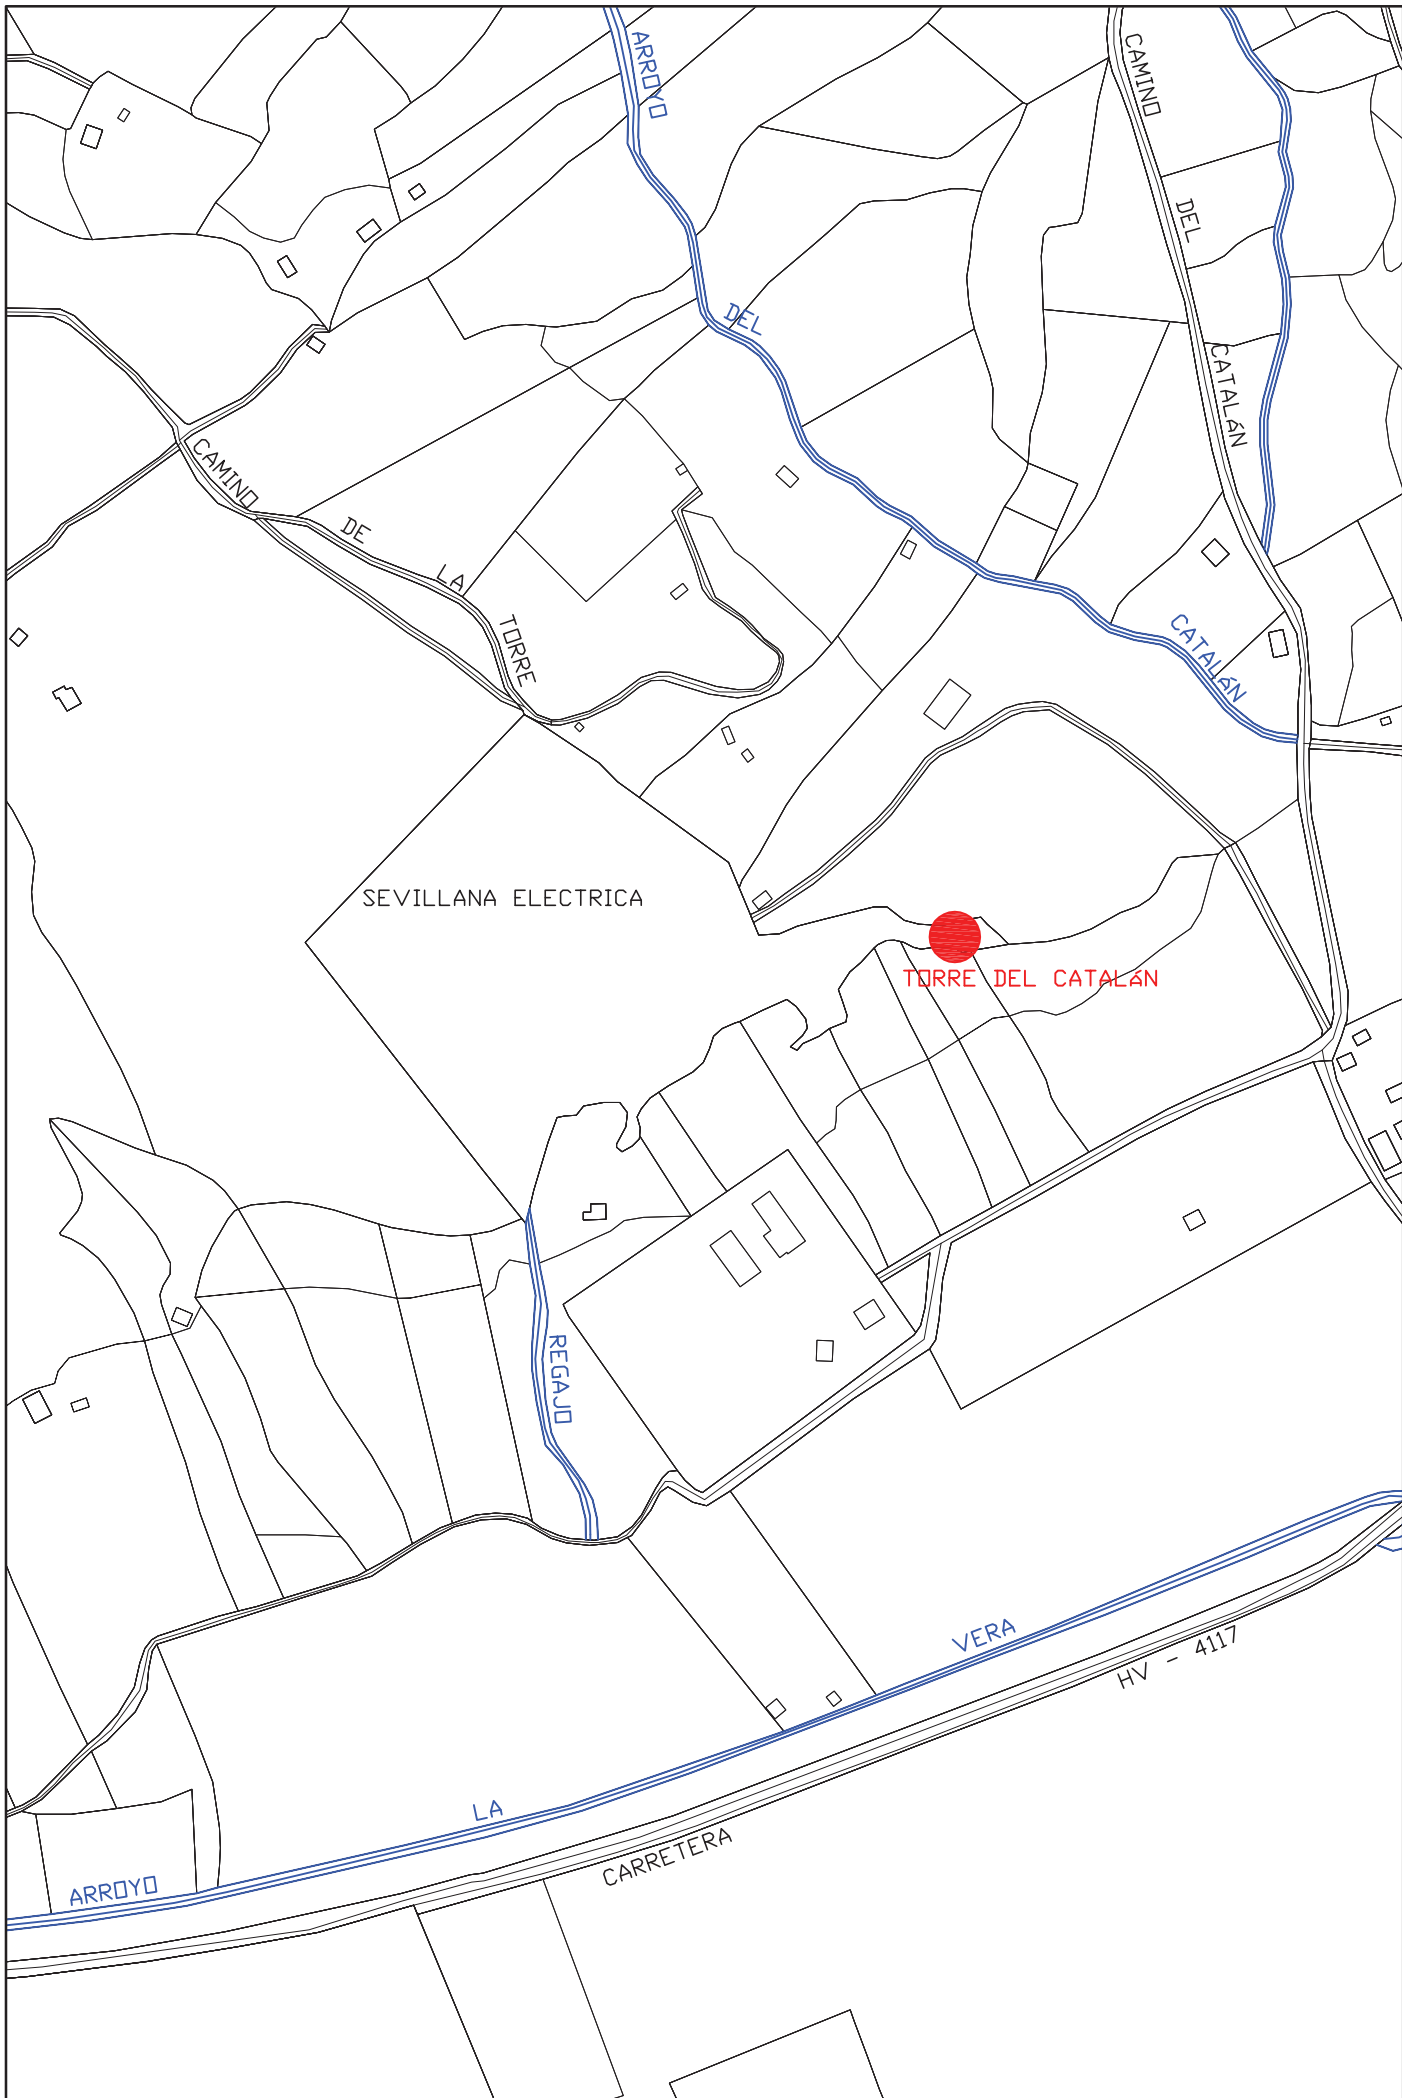 ARROYO DEL CATALÁN
CAMINO DEL CATALÁN
CAMINO DE LA TORRE
SEVILLANA ELECTRICA
TORRE DEL CATALÁN
REGAJO
ARROYO LA VERA
CARRETERA HV - 4117